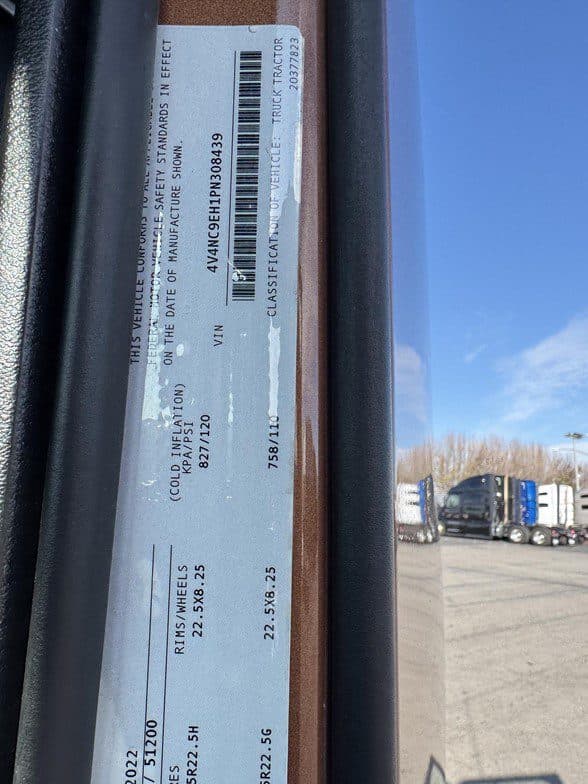 2022
/ 51200
RIMS/WHEELS
(COLD INFLATION)
KPA/PSI
5R22.5H 22.5X8.25 827/120
5R22.5G 22.5X8.25 758/110
THIS VEHICLE CONFORMS TO ALL
FEDERAL MOTOR VEHICLE SAFETY STANDARDS IN EFFECT
ON THE DATE OF MANUFACTURE SHOWN.
VIN 4V4NC9EH1PN308439
CLASSIFICATION OF VEHICLE: TRUCK TRACTOR
20377823